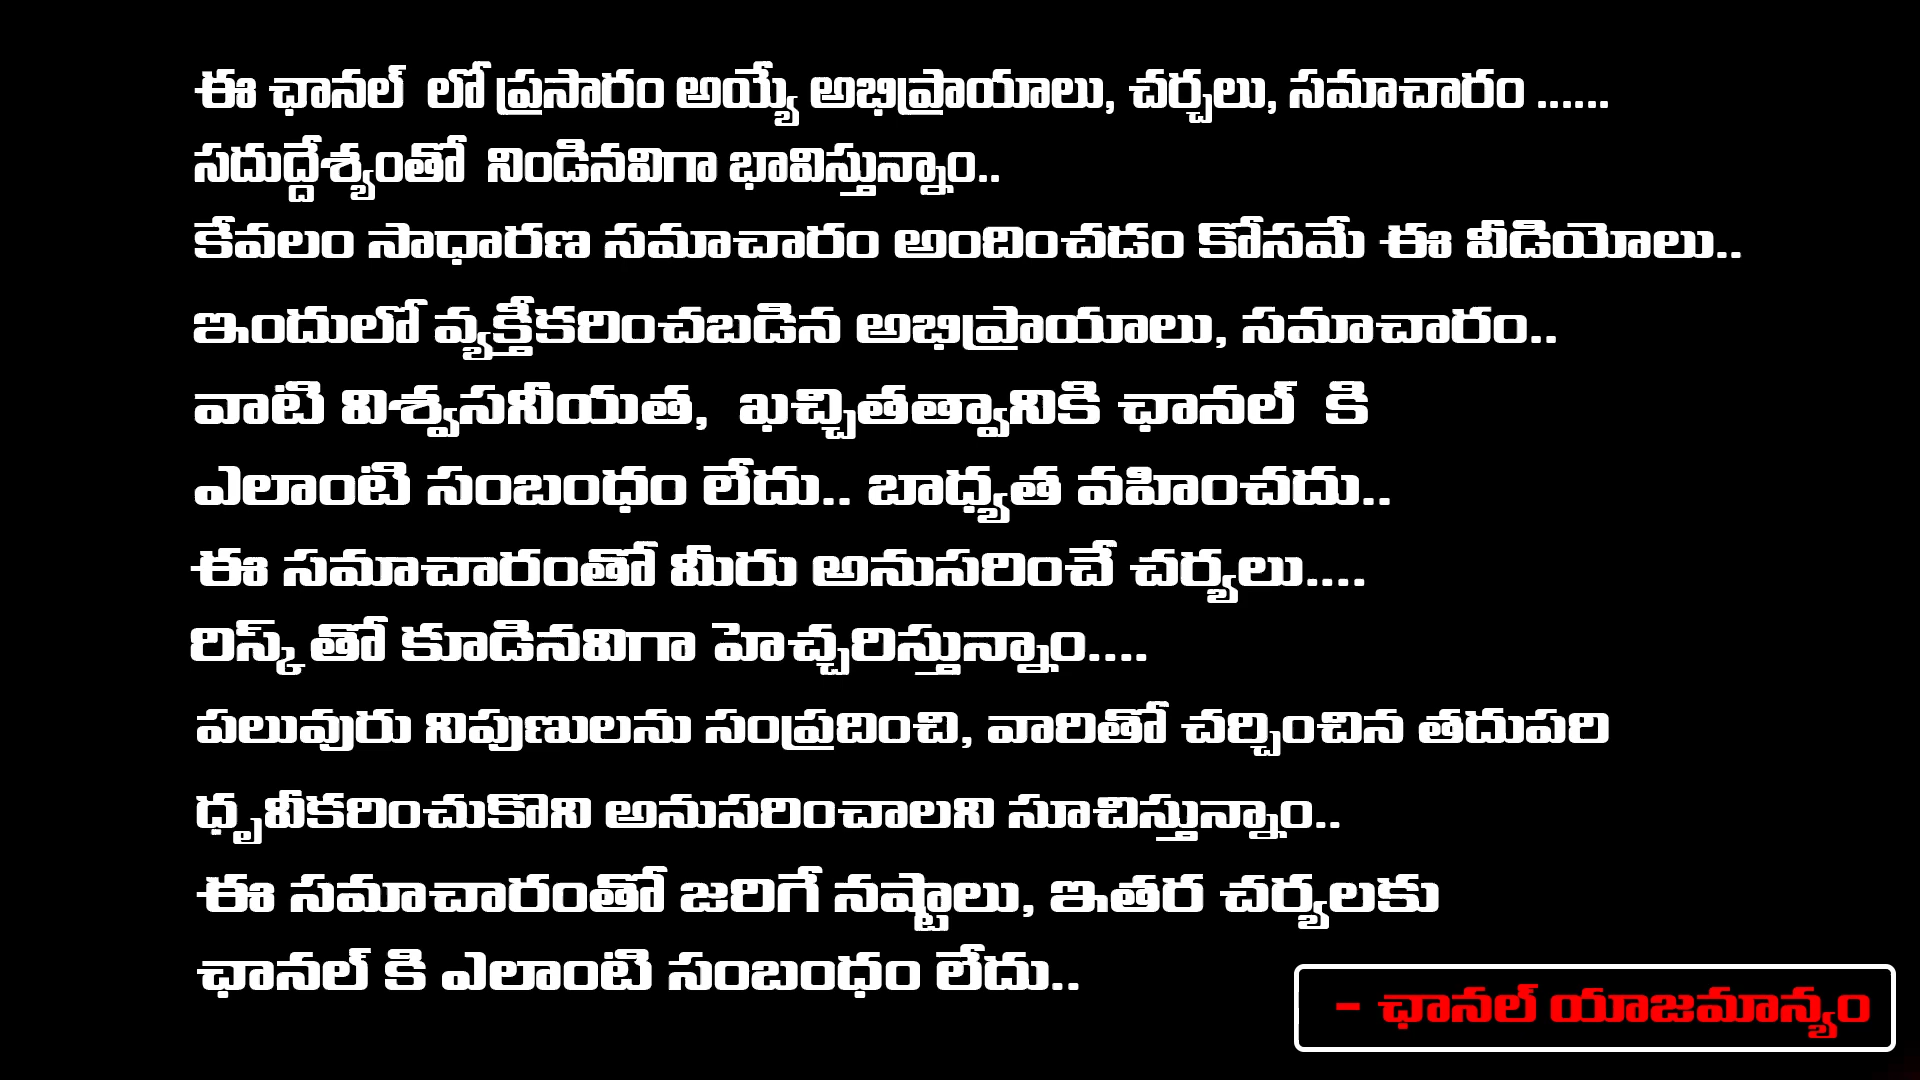 ఈ ఛానల్ లో ప్రసారం అయ్యే అభిప్రాయాలు, చర్చలు, సమాచారం ......
సదుద్దేశ్యంతో నిండినవిగా భావిస్తున్నాం..
కేవలం సాధారణ సమాచారం అందించడం కోసమే ఈ వీడియోలు..
ఇందులో వ్యక్తీకరించబడిన అభిప్రాయాలు, సమాచారం..
వాటి విశ్వసనీయత, ఖచ్చితత్వానికి ఛానల్ కి
ఎలాంటి సంబంధం లేదు.. బాధ్యత వహించదు..
ఈ సమాచారంతో మీరు అనుసరించే చర్యలు....
రిస్క్ తో కూడినవిగా హెచ్చరిస్తున్నాం....
పలువురు నిపుణులను సంప్రదించి, వారితో చర్చించిన తదుపరి
ధృవీకరించుకొని అనుసరించాలని సూచిస్తున్నాం..
ఈ సమాచారంతో జరిగే నష్టాలు, ఇతర చర్యలకు
ఛానల్ కి ఎలాంటి సంబంధం లేదు..
- ఛానల్ యాజమాన్యం